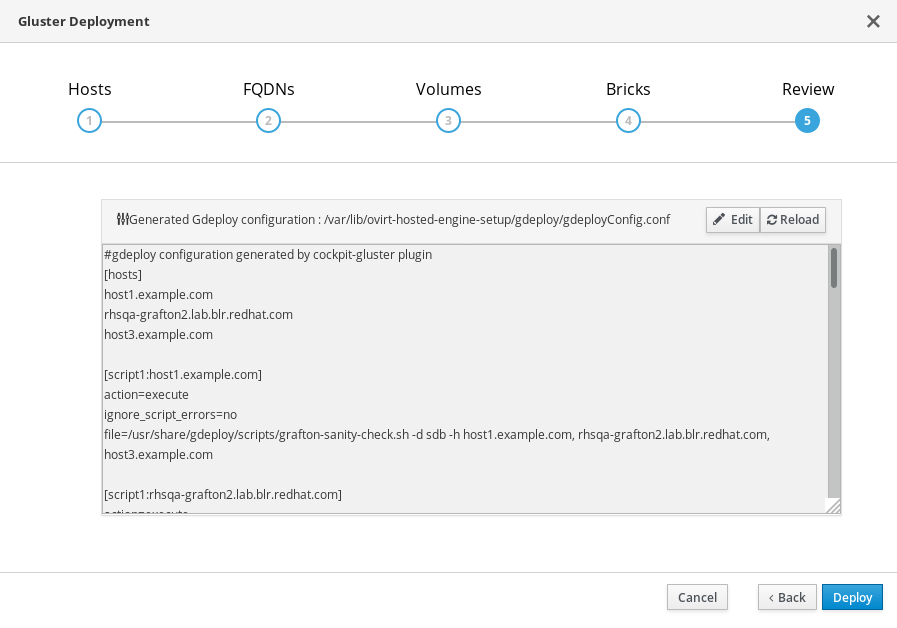 Gluster Deployment
Hosts FQDNs Volumes Bricks Review
1 2 3 4 5
Generated Gdeploy configuration : /var/lib/ovirt-hosted-engine-setup/gdeploy/gdeployConfig.conf Edit Reload
#gdeploy configuration generated by cockpit-gluster plugin
[hosts]
host1.example.com
rhsqa-grafton2.lab.blr.redhat.com
host3.example.com
[script1:host1.example.com]
action=execute
ignore_script_errors=no
file=/usr/share/gdeploy/scripts/grafton-sanity-check.sh -d sdb -h host1.example.com, rhsqa-grafton2.lab.blr.redhat.com,
host3.example.com
[script1:rhsqa-grafton2.lab.blr.redhat.com]
action=execute
Cancel ‹ Back Deploy